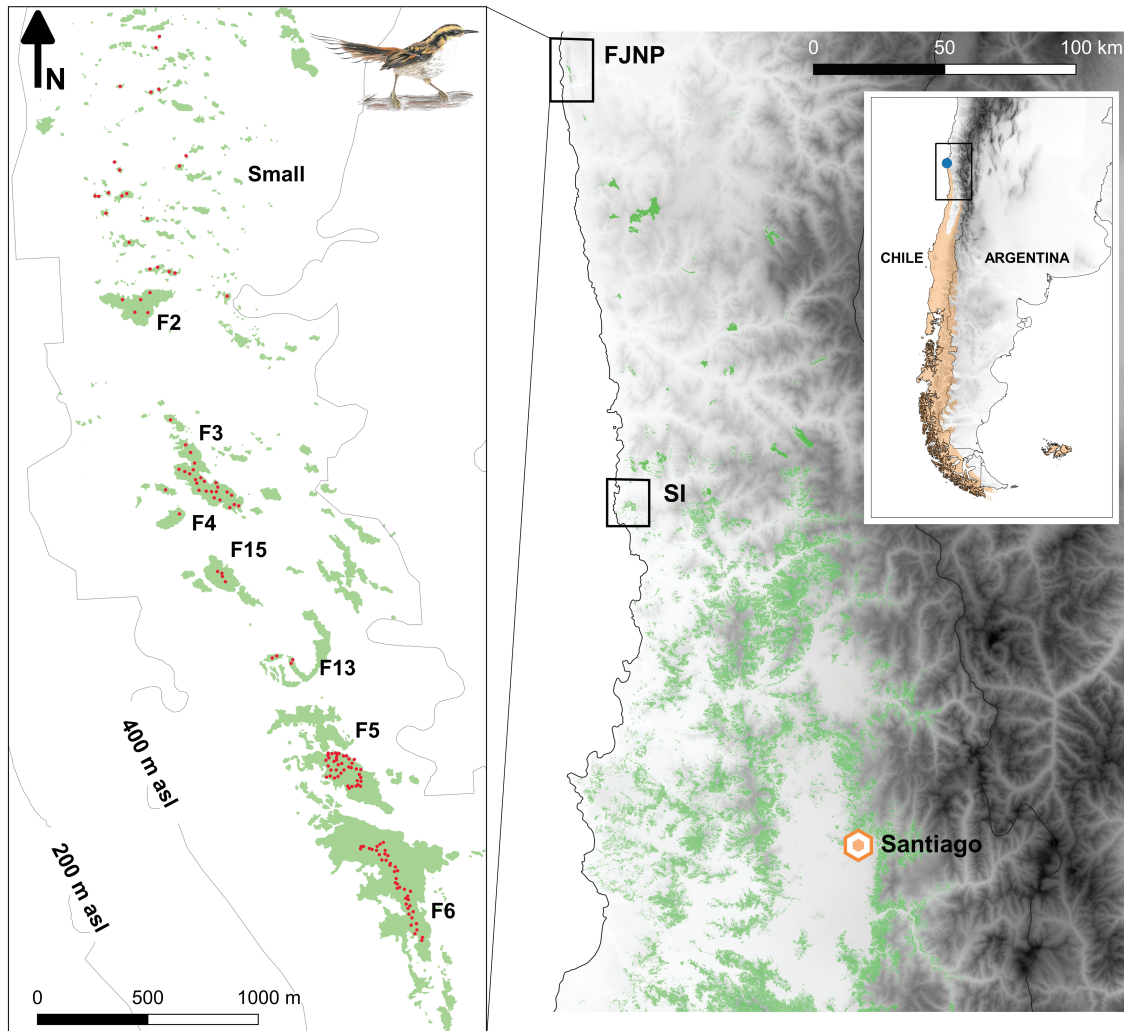 N
Small
F2
F3
F4
F15
F13
F5
F6
400 m asl
200 m asl
0 500 1000 m
FJNP
0 50 100 km
CHILE
ARGENTINA
SI
Santiago